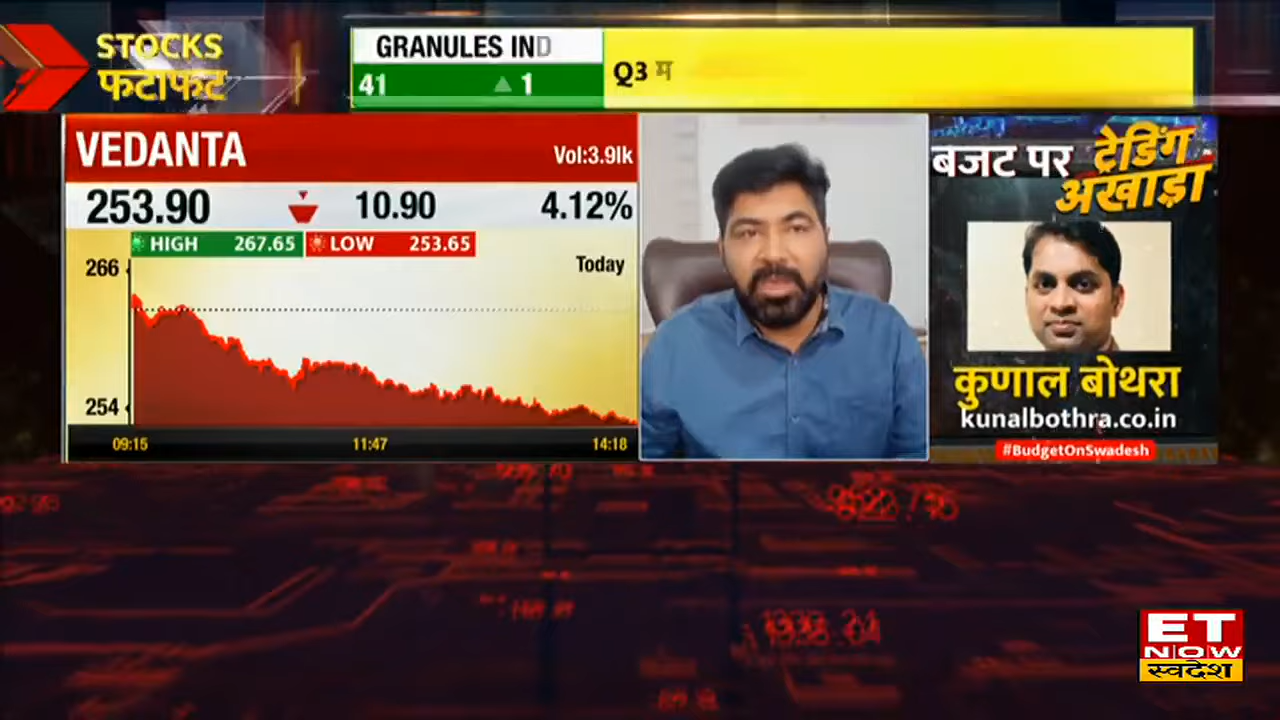 STOCKS
फटाफट
GRANULES IND
41 ▲ 1
Q3 म
VEDANTA
Vol:3.9lk
253.90 ▼ 10.90 4.12%
HIGH 267.65 LOW 253.65
Today
266
254
09:15 11:47 14:18
बजट पर ट्रेडिंग
अखाड़ा
कुणाल बोथरा
kunalbothra.co.in
#BudgetOnSwadesh
ET
NOW
स्वदेश